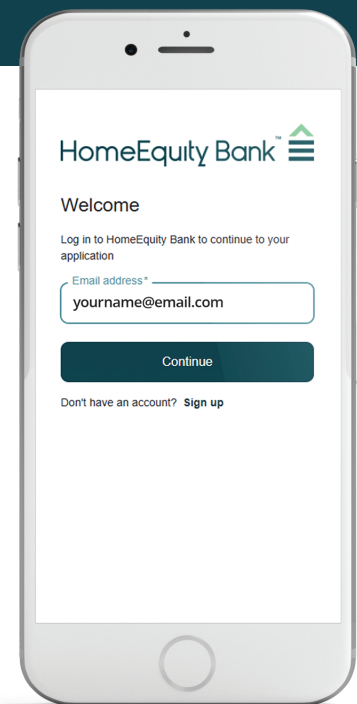 HomeEquity Bank™
Welcome
Log in to HomeEquity Bank to continue to your
application
Email address*
yourname@email.com
Continue
Don't have an account? Sign up